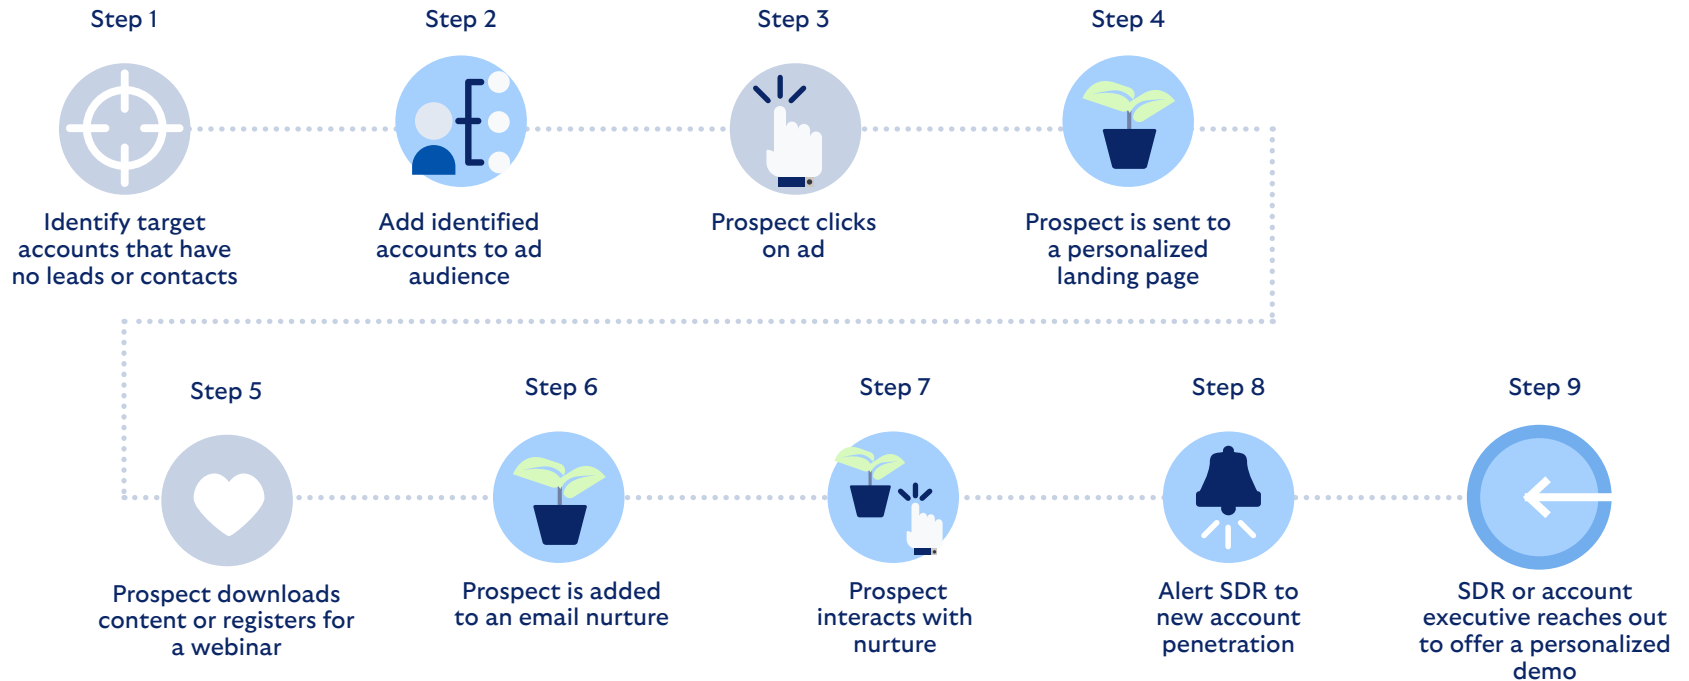 Step 1
Identify target
accounts that have
no leads or contacts
Step 2
Add identified
accounts to ad
audience
Step 3
Prospect clicks
on ad
Step 4
Prospect is sent to
a personalized
landing page
Step 5
Prospect downloads
content or registers for
a webinar
Step 6
Prospect is added
to an email nurture
Step 7
Prospect
interacts with
nurture
Step 8
Alert SDR to
new account
penetration
Step 9
SDR or account
executive reaches out
to offer a personalized
demo